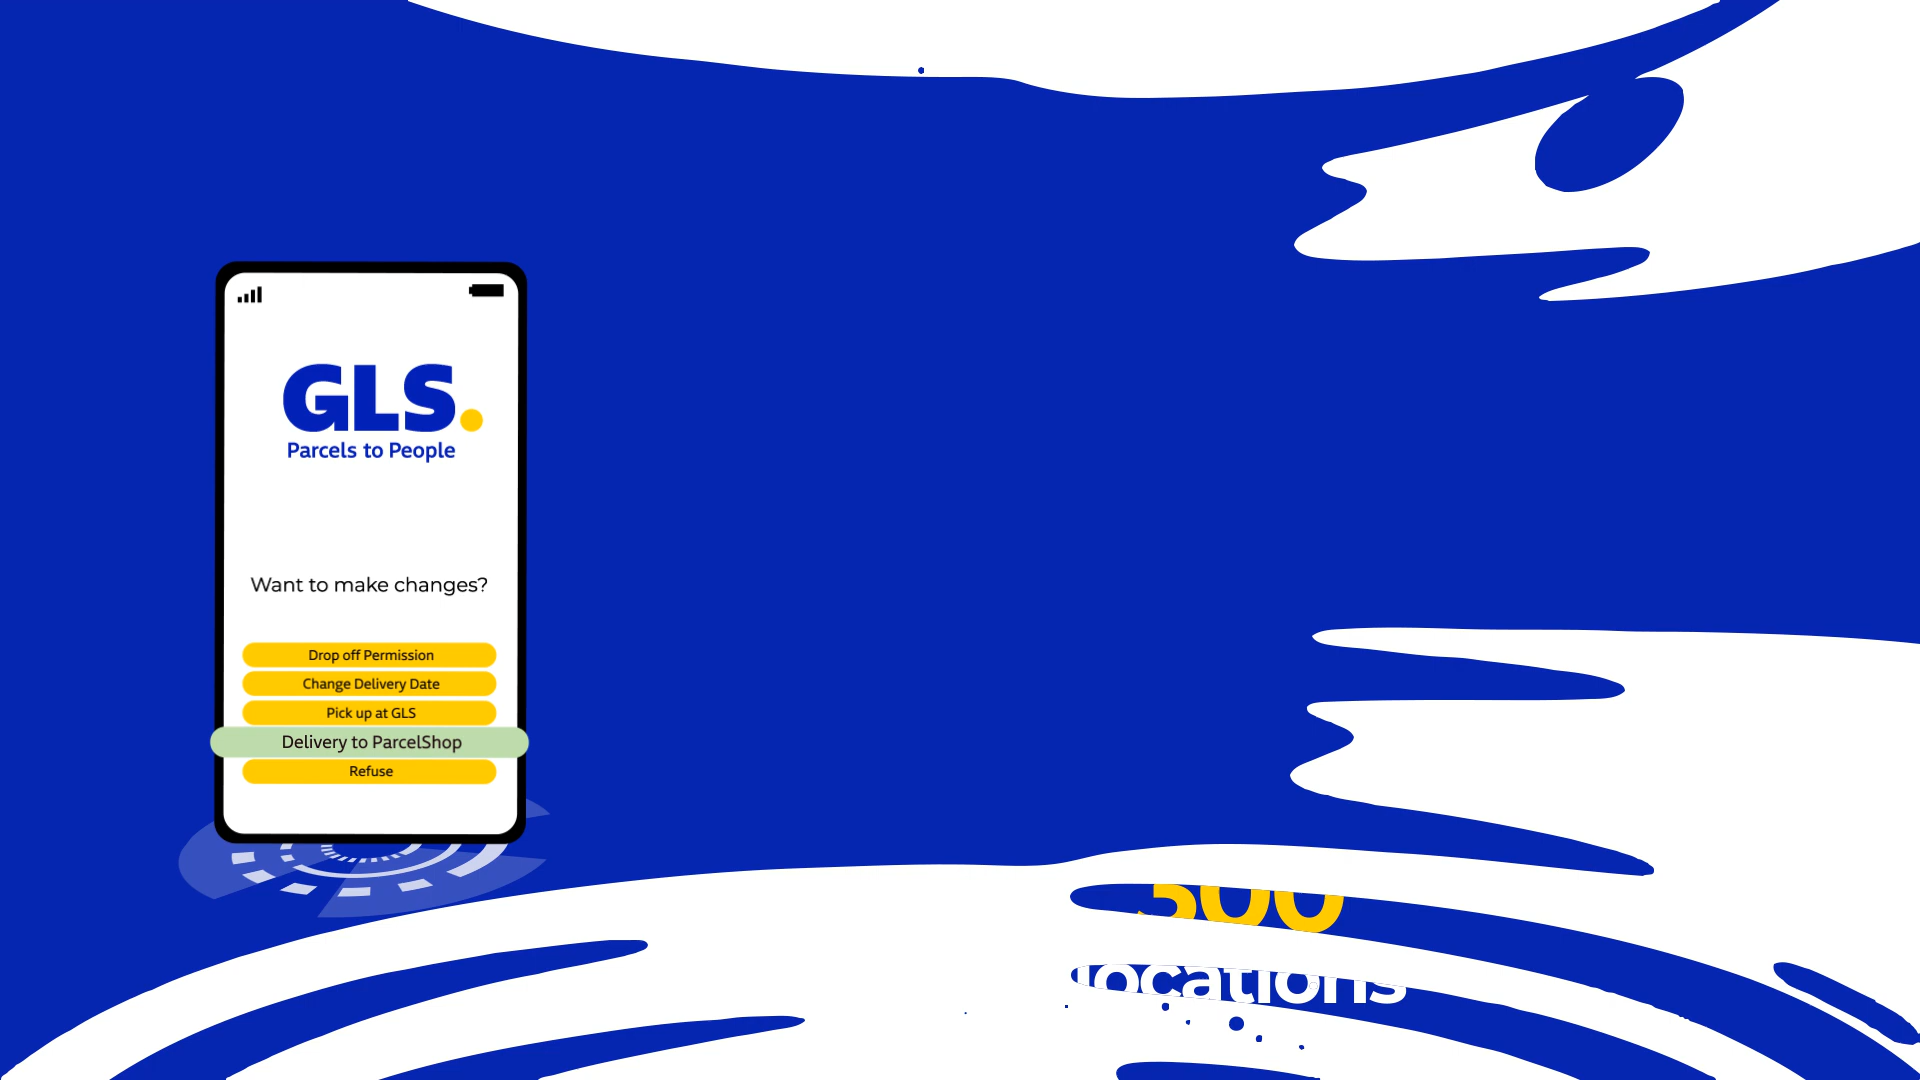 GLS.
Parcels to People
Want to make changes?
Drop off Permission
Change Delivery Date
Pick up at GLS
Delivery to ParcelShop
Refuse
locations